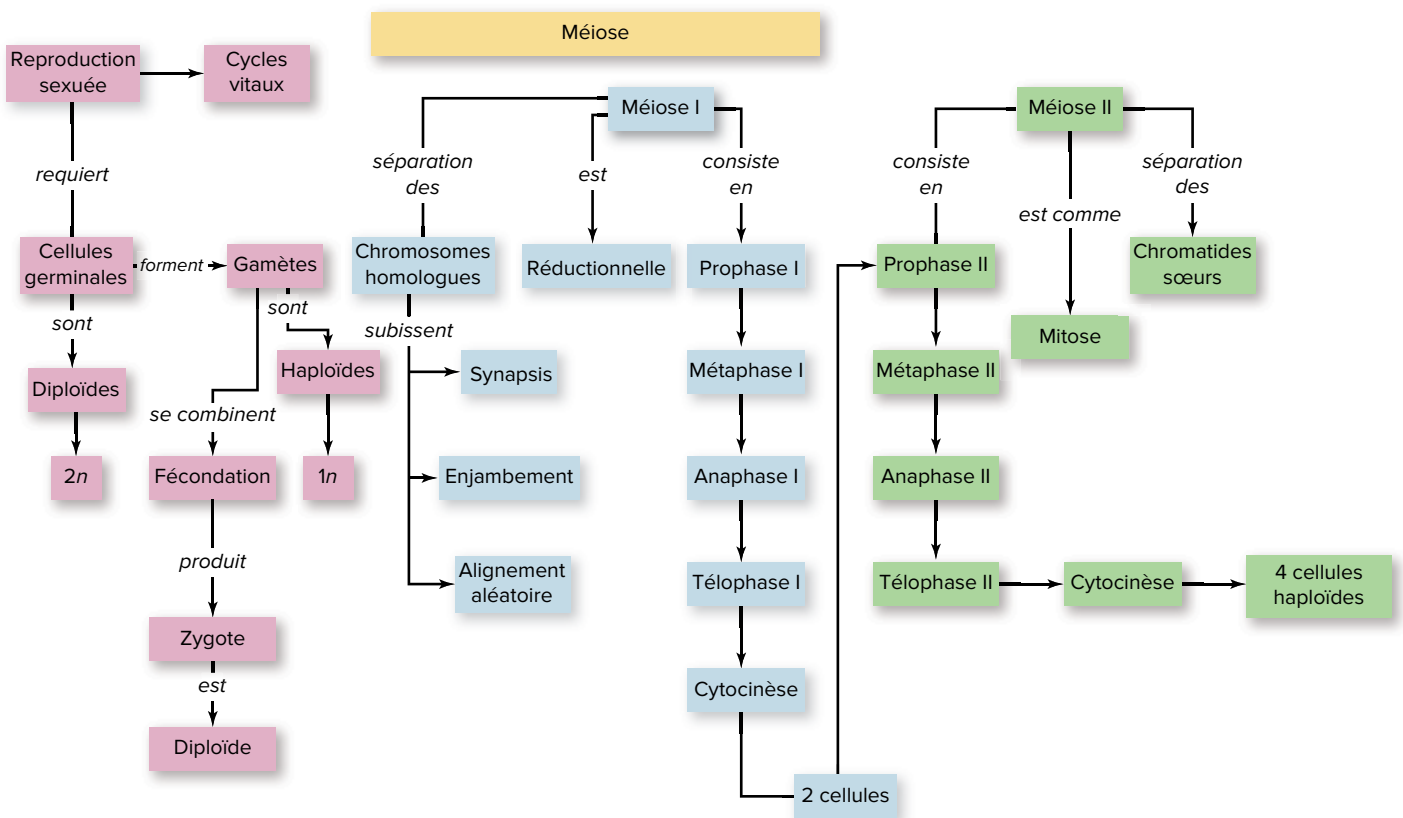 Méiose
Reproduction
sexuée
Cycles
vitaux
requiert
Cellules
germinales
forment
Gamètes
sont
Diploïdes
2n
sont
Haploïdes
1n
se combinent
Fécondation
produit
Zygote
est
Diploïde
Méiose I
séparation
des
Chromosomes
homologues
subissent
Synapsis
Enjambement
Alignement
aléatoire
est
Réductionnelle
consiste
en
Prophase I
Métaphase I
Anaphase I
Télophase I
Cytocinèse
2 cellules
Méiose II
consiste
en
Prophase II
Métaphase II
Anaphase II
Télophase II
Cytocinèse
4 cellules
haploïdes
est comme
Mitose
séparation
des
Chromatides
sœurs